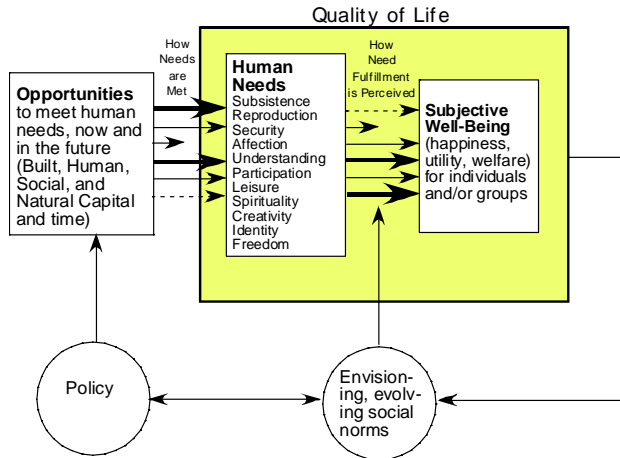 Quality of Life
How
Needs
are
Met
Opportunities
to meet human
needs, now and
in the future
(Built, Human,
Social, and
Natural Capital
and time)
Human
Needs
Subsistence
Reproduction
Security
Affection
Understanding
Participation
Leisure
Spirituality
Creativity
Identity
Freedom
How
Need
Fulfillment
is Perceived
Subjective
Well-Being
(happiness,
utility, welfare)
for individuals
and/or groups
Policy
Envision-
ing, evolv-
ing social
norms